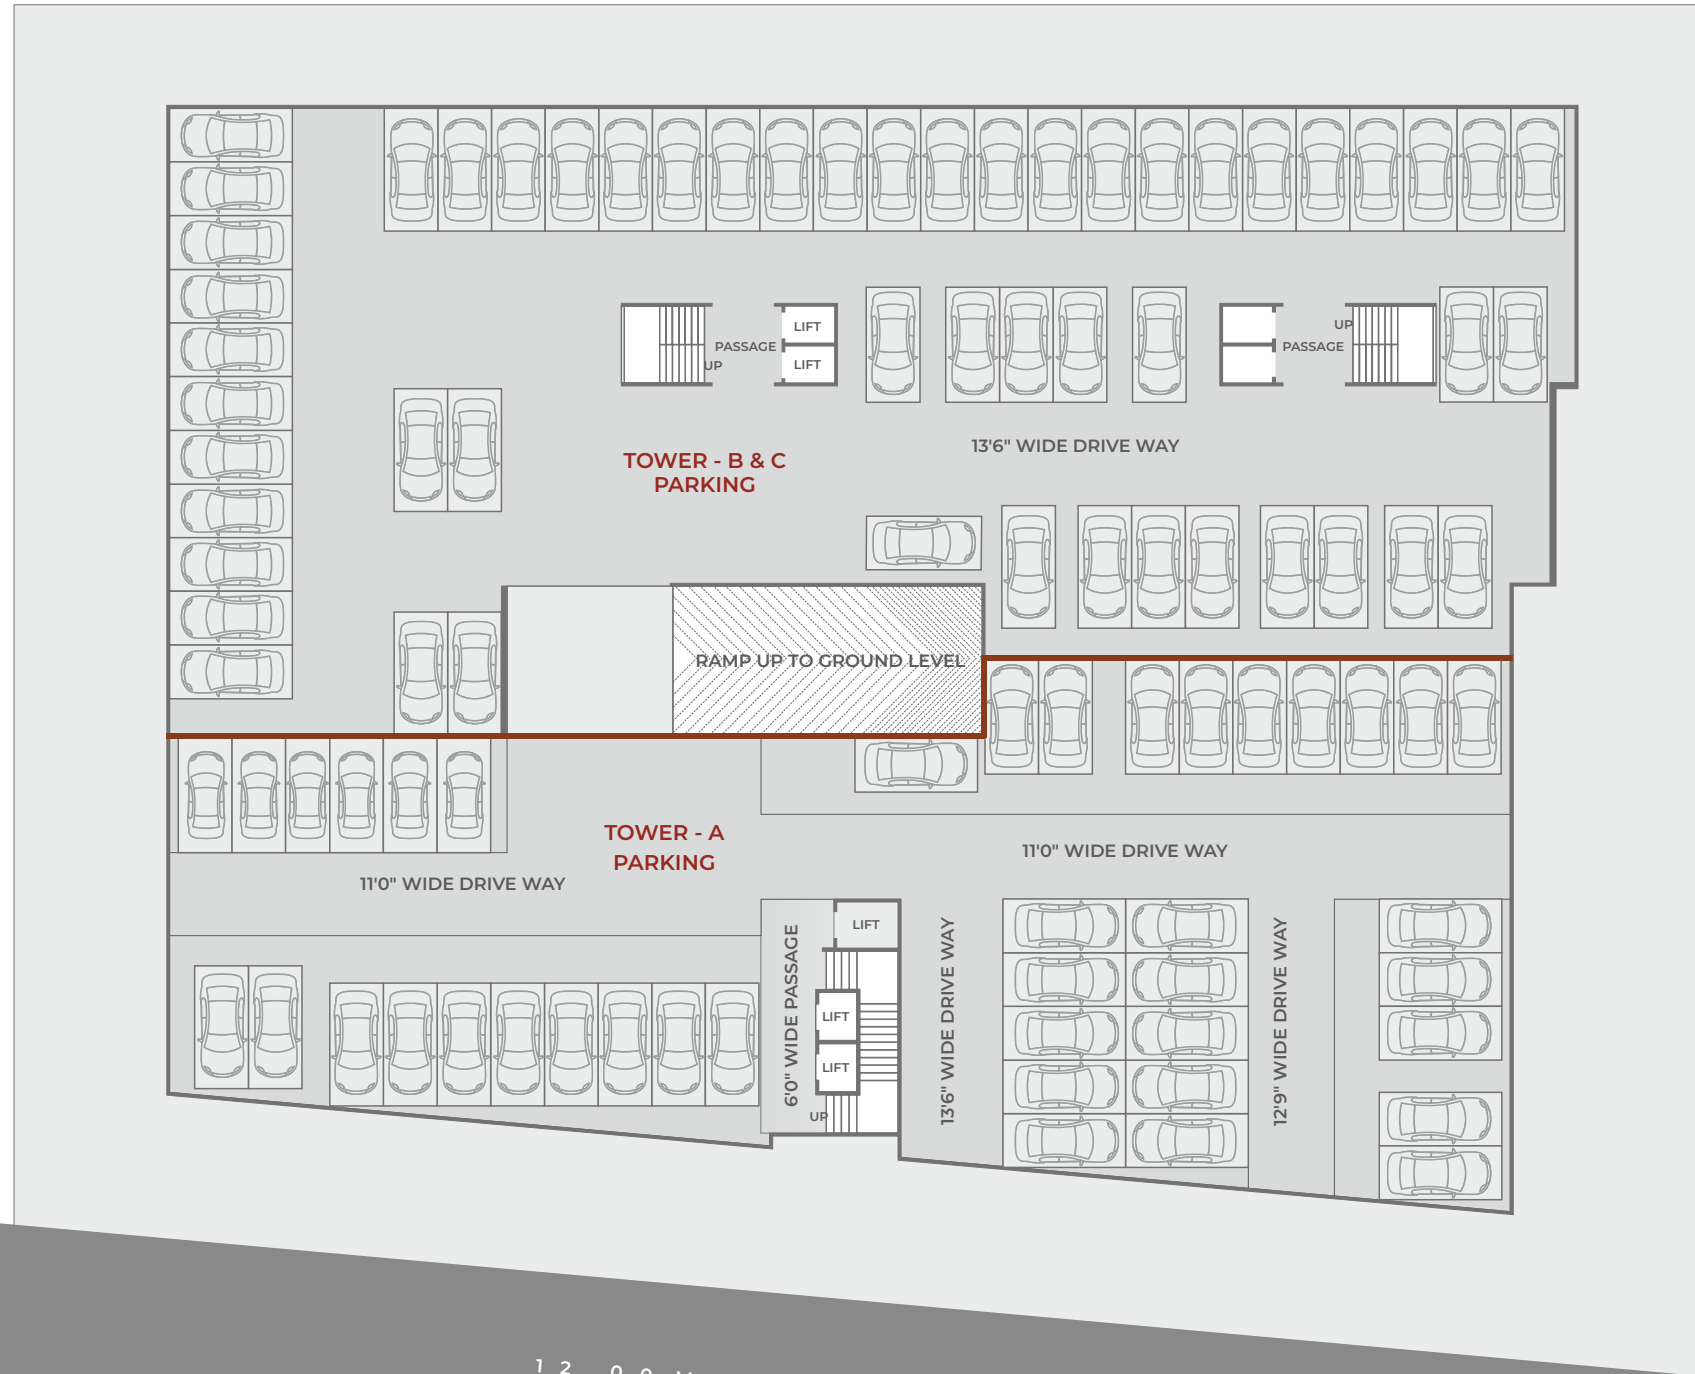 LIFT
UP
PASSAGE
PASSAGE
UP
LIFT
13'6" WIDE DRIVE WAY
TOWER - B & C
PARKING
RAMP UP TO GROUND LEVEL
TOWER - A
PARKING
11'0" WIDE DRIVE WAY
11'0" WIDE DRIVE WAY
6'0" WIDE PASSAGE
LIFT
LIFT
LIFT
UP
13'6" WIDE DRIVE WAY
12'9" WIDE DRIVE WAY